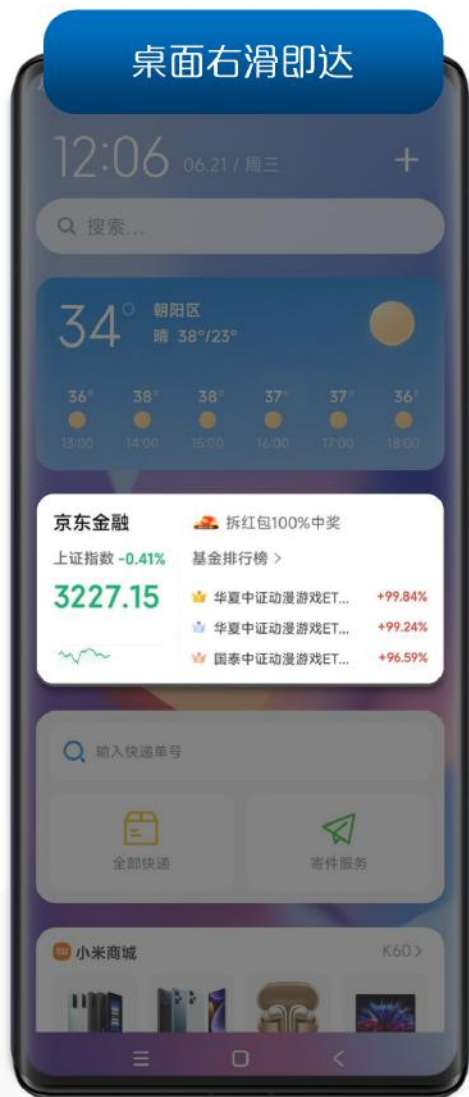 桌面右滑即达
12:06 06.21 / 周三
搜索...
34° 朝阳区
晴 38°/23°
36° 38° 38° 37° 37° 36°
13:00 14:00 15:00 16:00 17:00 18:00
京东金融 拆红包100%中奖
上证指数 -0.41% 基金排行榜 >
3227.15
华夏中证动漫游戏ET... +99.84%
华夏中证动漫游戏ET... +99.24%
国泰中证动漫游戏ET... +96.59%
输入快递单号
全部快递 寄件服务
小米商城 K60 >